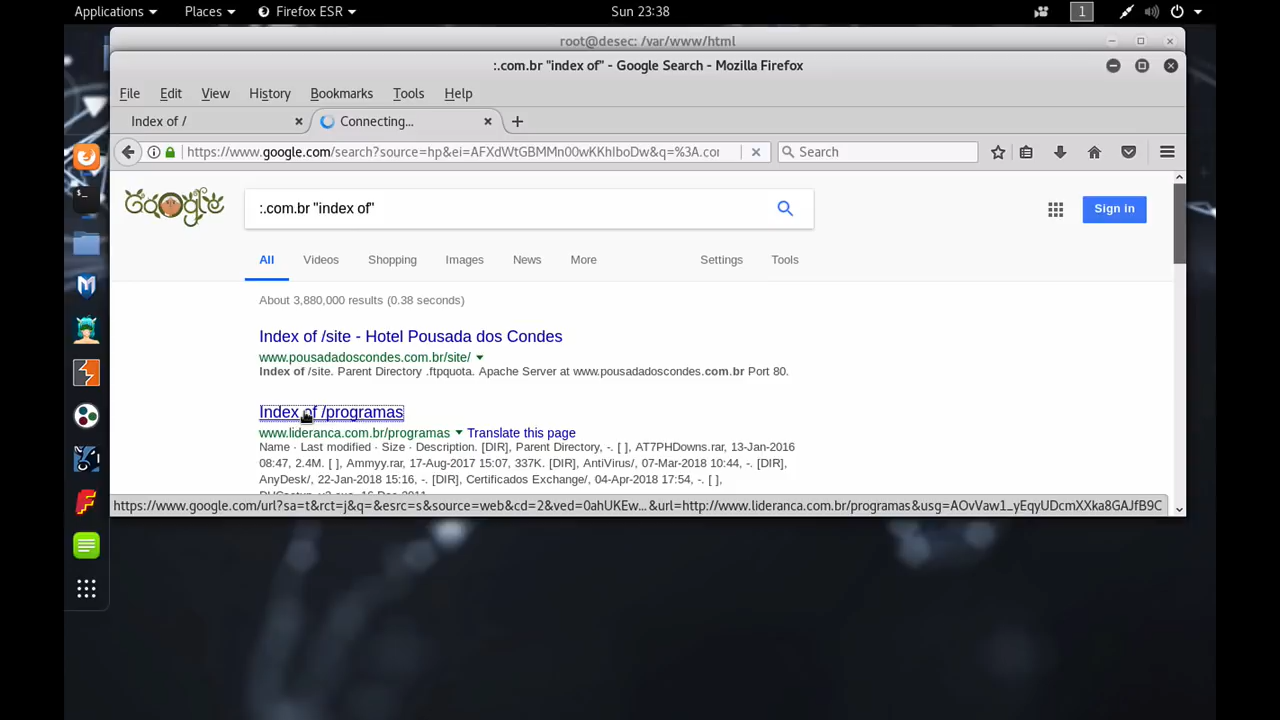 Applications Places Firefox ESR Sun 23:38 1
root@desec: /var/www/html
:.com.br "index of" - Google Search - Mozilla Firefox
File Edit View History Bookmarks Tools Help
Index of / Connecting...
https://www.google.com/search?source=hp&ei=AFXdWtGBMMn00wKKhIboDw&q=%3A.cor Search
Google :.com.br "index of" Sign in
All Videos Shopping Images News More Settings Tools
About 3,880,000 results (0.38 seconds)
Index of /site - Hotel Pousada dos Condes
www.pousadadoscondes.com.br/site/
Index of /site. Parent Directory .ftpquota. Apache Server at www.pousadadoscondes.com.br Port 80.
Index of /programas
www.lideranca.com.br/programas Translate this page
Name · Last modified · Size · Description. [DIR], Parent Directory, -. [ ], AT7PHDowns.rar, 13-Jan-2016
08:47, 2.4M. [ ], Ammyy.rar, 17-Aug-2017 15:07, 337K. [DIR], AntiVirus/, 07-Mar-2018 10:44, -. [DIR],
AnyDesk/, 22-Jan-2018 15:16, -. [DIR], Certificados Exchange/, 04-Apr-2018 17:54, -. [ ],
https://www.google.com/url?sa=t&rct=j&q=&esrc=s&source=web&cd=2&ved=0ahUKEw...&url=http://www.lideranca.com.br/programas&usg=AOvVaw1_yEqyUDcmXXka8GAJfB9C